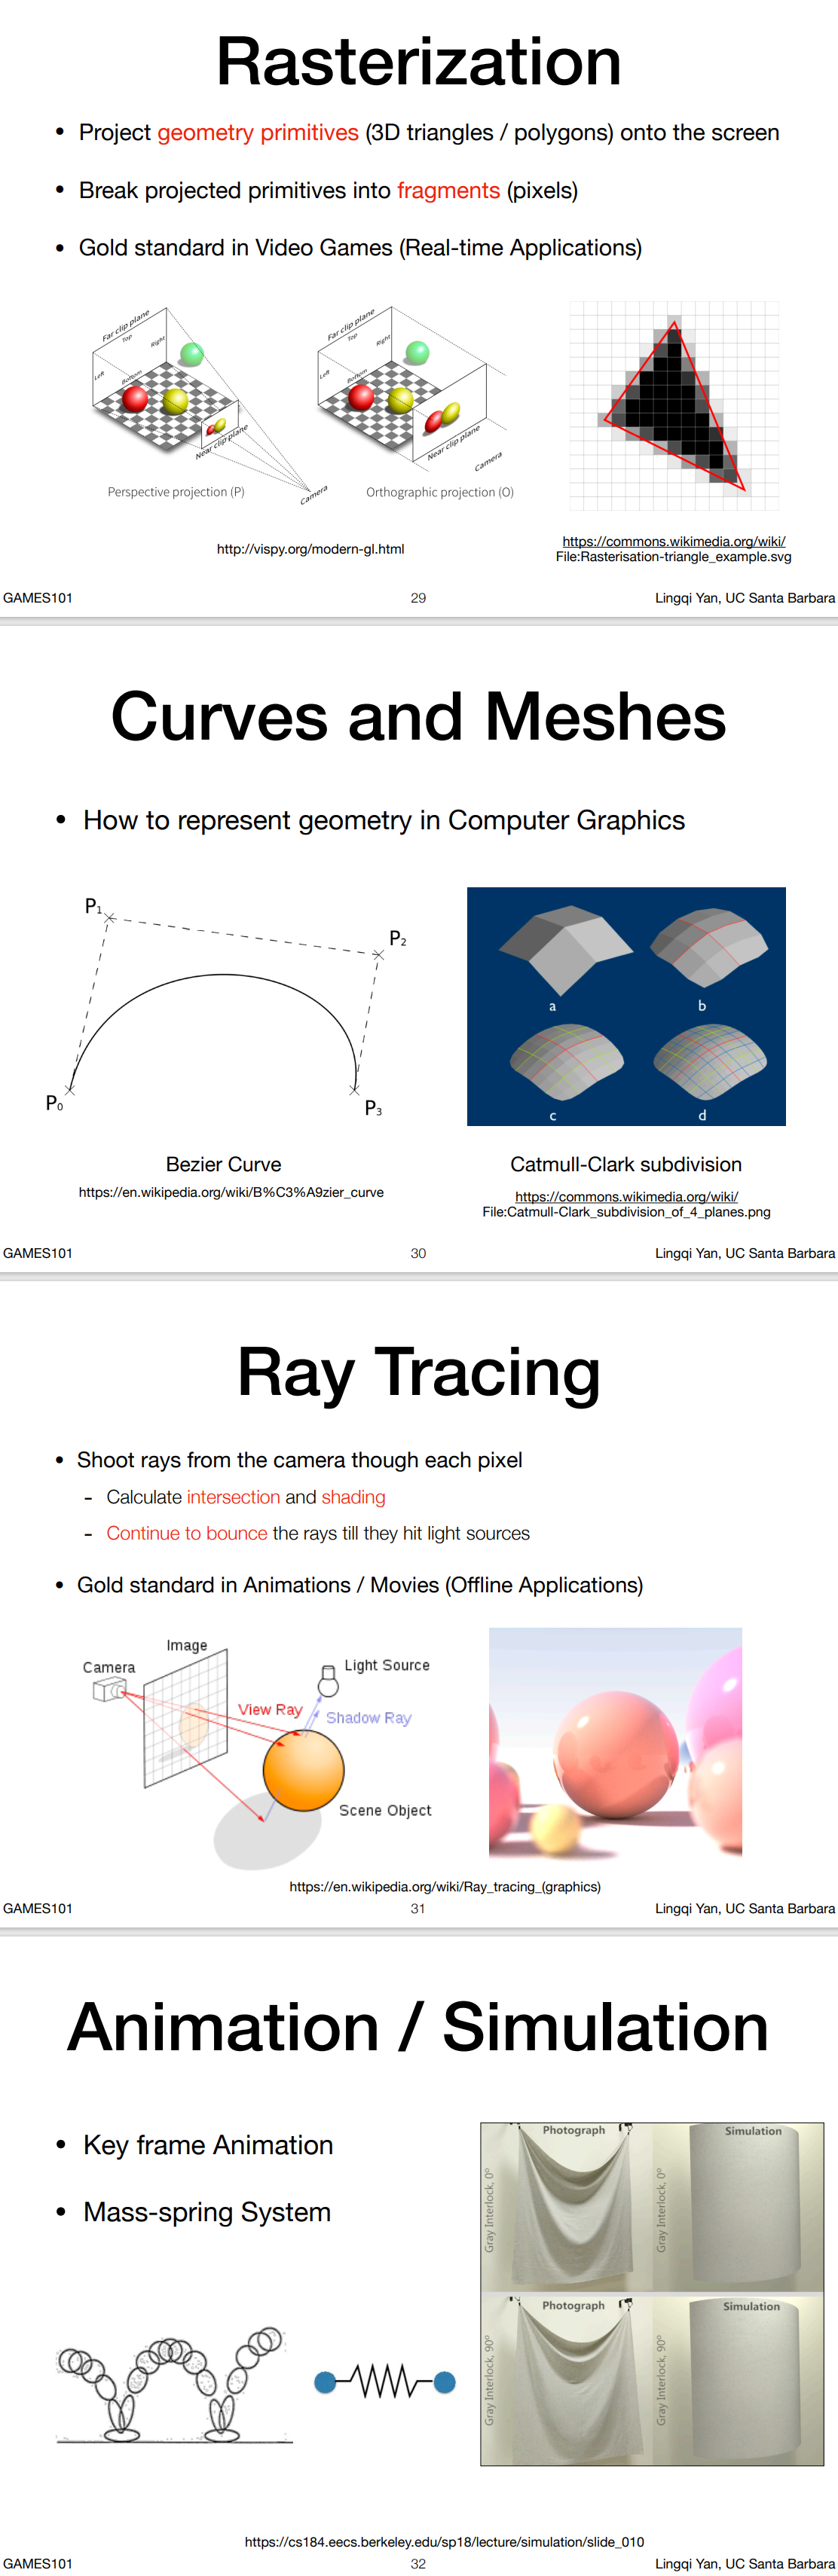 Rasterization
• Project geometry primitives (3D triangles / polygons) onto the screen
• Break projected primitives into fragments (pixels)
• Gold standard in Video Games (Real-time Applications)
Far clip plane
Top
Right
Left
Bottom
Near clip plane
Camera
Perspective projection (P)
Far clip plane
Top
Right
Left
Bottom
Near clip plane
Camera
Orthographic projection (O)
http://vispy.org/modern-gl.html
https://commons.wikimedia.org/wiki/
File:Rasterisation-triangle_example.svg
GAMES101
29
Lingqi Yan, UC Santa Barbara
Curves and Meshes
• How to represent geometry in Computer Graphics
P1
P2
P0
P3
a
b
c
d
Bezier Curve
https://en.wikipedia.org/wiki/B%C3%A9zier_curve
Catmull-Clark subdivision
https://commons.wikimedia.org/wiki/
File:Catmull-Clark_subdivision_of_4_planes.png
GAMES101
30
Lingqi Yan, UC Santa Barbara
Ray Tracing
• Shoot rays from the camera though each pixel
- Calculate intersection and shading
- Continue to bounce the rays till they hit light sources
• Gold standard in Animations / Movies (Offline Applications)
Image
Camera
Light Source
View Ray
Shadow Ray
Scene Object
https://en.wikipedia.org/wiki/Ray_tracing_(graphics)
GAMES101
31
Lingqi Yan, UC Santa Barbara
Animation / Simulation
• Key frame Animation
• Mass-spring System
Photograph
Simulation
Gray Interlock, 0º
Gray Interlock, 0º
Photograph
Simulation
Gray Interlock, 90º
Gray Interlock, 90º
https://cs184.eecs.berkeley.edu/sp18/lecture/simulation/slide_010
GAMES101
32
Lingqi Yan, UC Santa Barbara